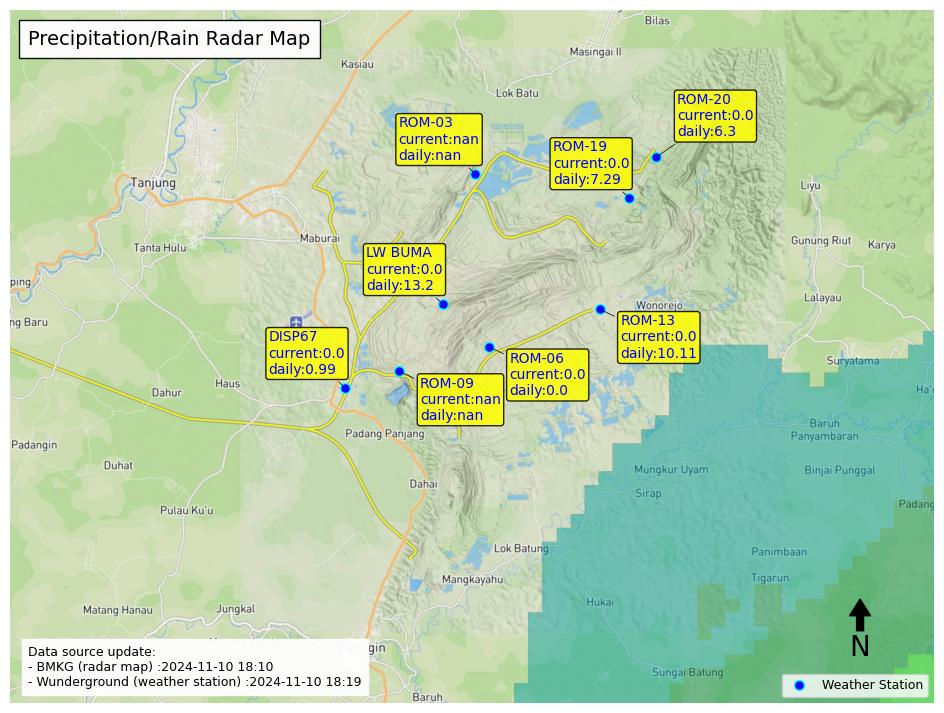 Precipitation/Rain Radar Map
Bilas
Masingai II
Kasiau
Lok Batu
ROM-20
current:0.0
daily:6.3
ROM-03
current:nan
daily:nan
ROM-19
current:0.0
daily:7.29
Tanjung
Liyu
Maburai
Tanta Hulu
Gunung Riut
Karya
LW BUMA
current:0.0
daily:13.2
ping
Lalayau
Wonorejo
ng Baru
ROM-13
current:0.0
daily:10.11
DISP67
current:0.0
daily:0.99
ROM-06
current:0.0
daily:0.0
Suryatama
ROM-09
current:nan
daily:nan
Haus
Dahur
Ha
Baruh
Panyambaran
Padang Panjang
Padangin
Duhat
Mungkur Uyam
Binjai Punggal
Dahai
Sirap
Padang
Pulau Ku'u
Lok Batung
Panimbaan
Mangkayahu
Tigarun
Hukai
Matang Hanau
Jungkal
N
Sungai Batung
Data source update:
- BMKG (radar map) :2024-11-10 18:10
- Wunderground (weather station) :2024-11-10 18:19
Weather Station
Baruh